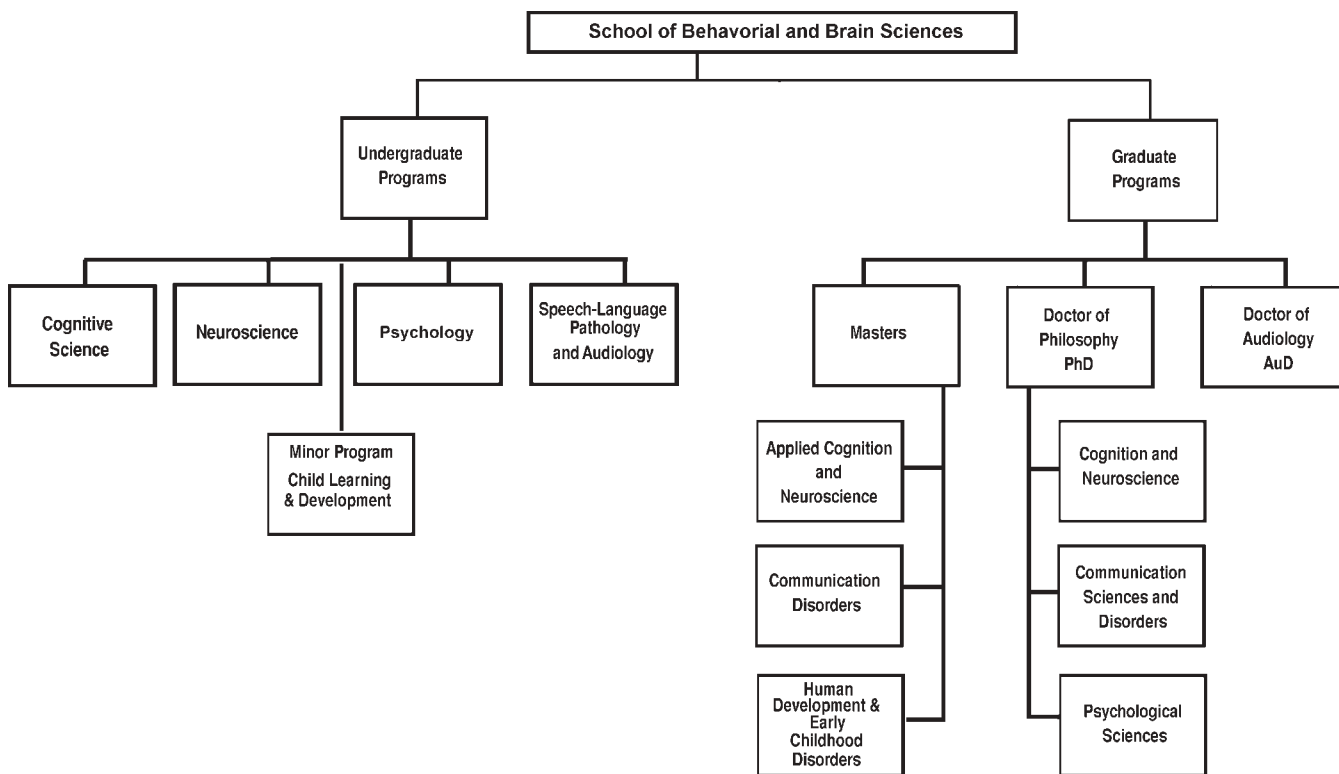 School of Behavorial and Brain Sciences
Undergraduate
Programs
Graduate
Programs
Cognitive
Science
Neuroscience
Psychology
Speech-Language
Pathology
and Audiology
Minor Program
Child Learning
& Development
Masters
Doctor of
Philosophy
PhD
Doctor of
Audiology
AuD
Applied Cognition
and
Neuroscience
Communication
Disorders
Human
Development &
Early
Childhood
Disorders
Cognition and
Neuroscience
Communication
Sciences and
Disorders
Psychological
Sciences